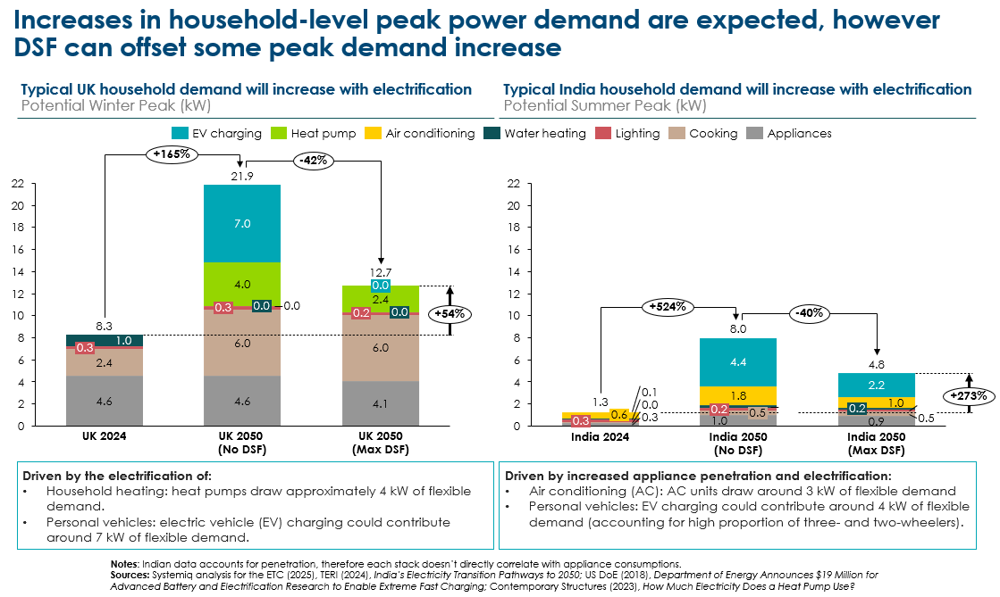 Increases in household-level peak power demand are expected, however
DSF can offset some peak demand increase
Typical UK household demand will increase with electrification
Potential Winter Peak (kW)
Typical India household demand will increase with electrification
Potential Summer Peak (kW)
EV charging Heat pump Air conditioning Water heating Lighting Cooking Appliances
+165%
-42%
21.9
22
20
18
16
14
12
10
8
6
4
2
0
7.0
4.0
0.3
0.0
0.0
6.0
4.6
8.3
1.0
0.3
2.4
4.6
12.7
0.0
2.4
0.2
0.0
6.0
4.1
+54%
UK 2024
UK 2050
(No DSF)
UK 2050
(Max DSF)
22
20
18
16
14
12
10
8
6
4
2
0
+524%
-40%
1.3
0.1
0.0
0.3
0.6
0.3
8.0
4.4
1.8
0.2
0.5
1.0
4.8
2.2
1.0
0.2
0.5
0.9
+273%
India 2024
India 2050
(No DSF)
India 2050
(Max DSF)
Driven by the electrification of:
• Household heating: heat pumps draw approximately 4 kW of flexible
demand.
• Personal vehicles: electric vehicle (EV) charging could contribute
around 7 kW of flexible demand.
Driven by increased appliance penetration and electrification:
• Air conditioning (AC): AC units draw around 3 kW of flexible demand
• Personal vehicles: EV charging could contribute around 4 kW of flexible
demand (accounting for high proportion of three- and two-wheelers).
Notes: Indian data accounts for penetration, therefore each stack doesn't directly correlate with appliance consumptions.
Sources: Systemiq analysis for the ETC (2025), TERI (2024), India's Electricity Transition Pathways to 2050; US DoE (2018), Department of Energy Announces $19 Million for
Advanced Battery and Electrification Research to Enable Extreme Fast Charging; Contemporary Structures (2023), How Much Electricity Does a Heat Pump Use?